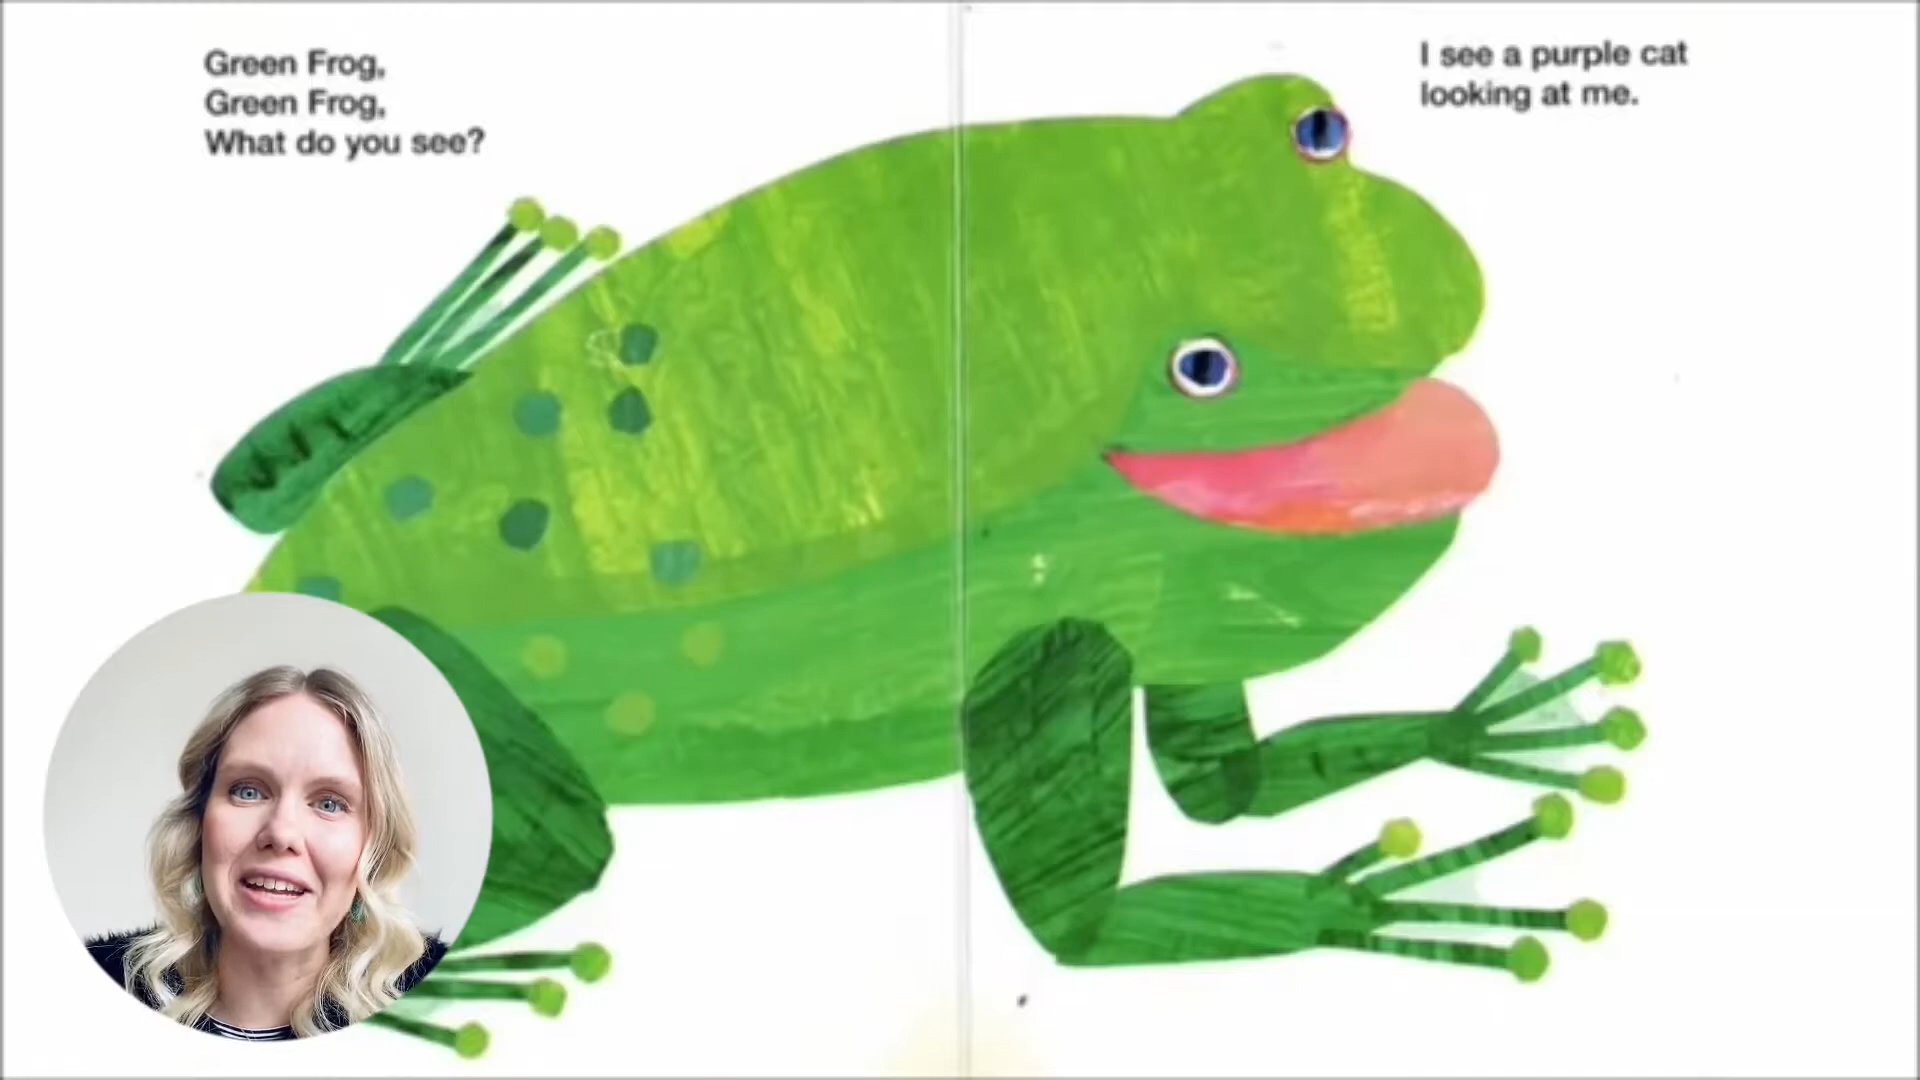 Green Frog,
Green Frog,
What do you see?
I see a purple cat
looking at me.